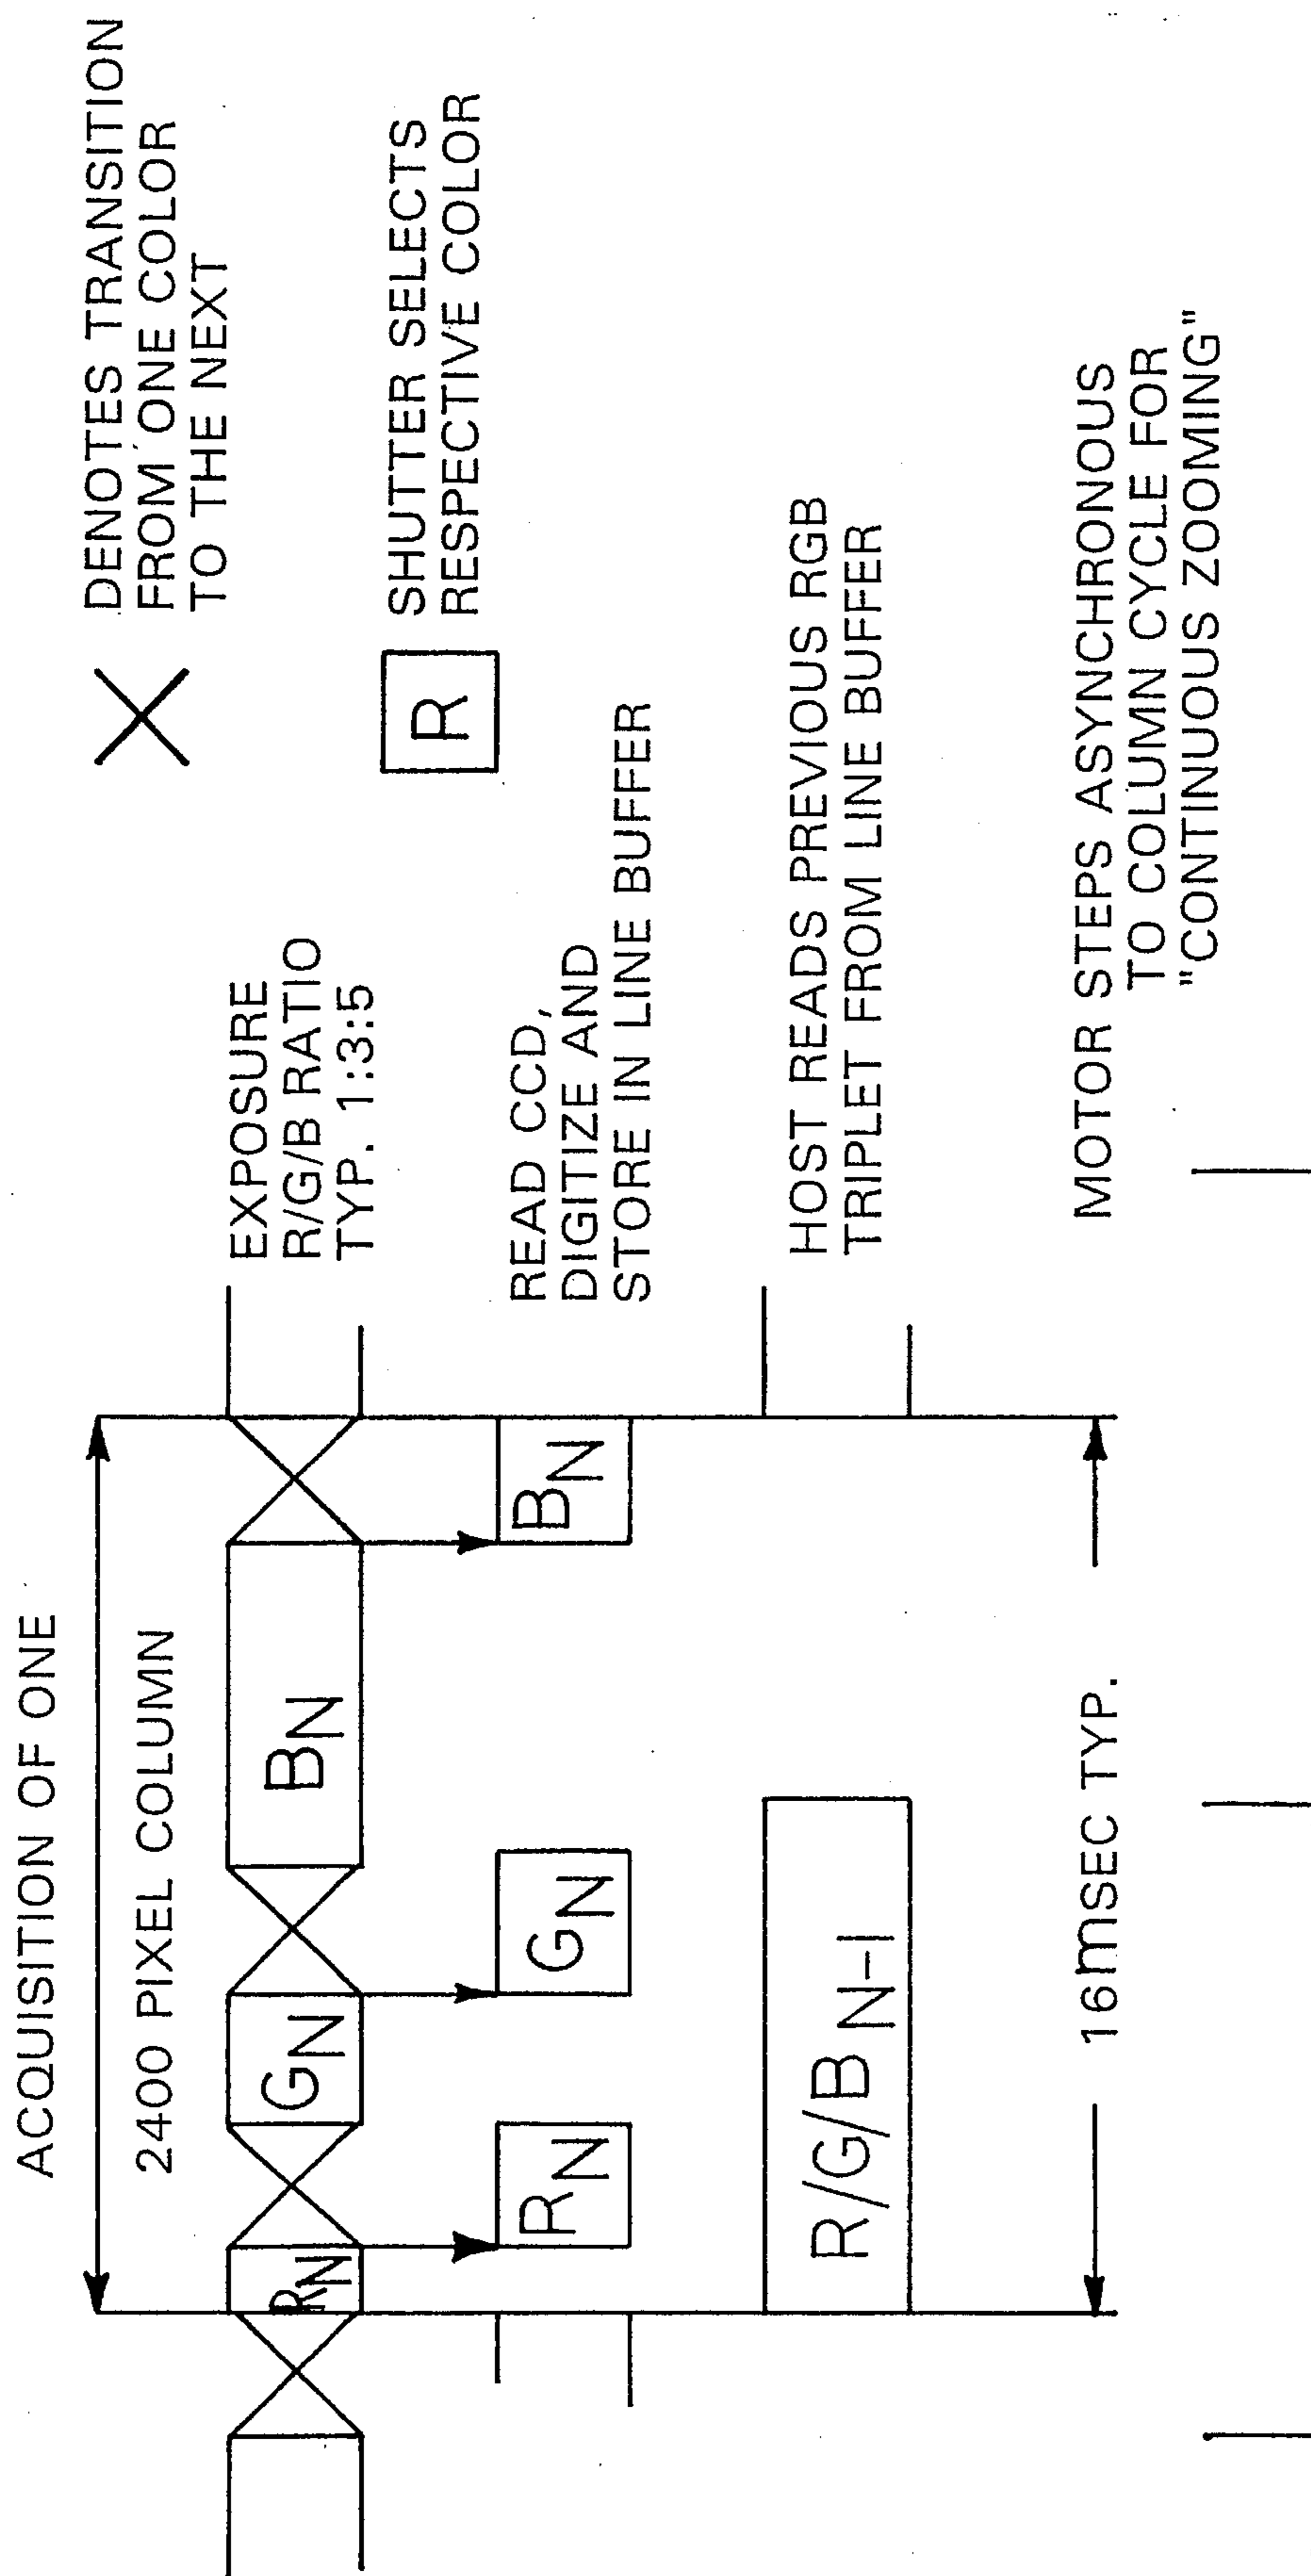 ACQUISITION OF ONE
2400 PIXEL COLUMN
DENOTES TRANSITION
FROM ONE COLOR
TO THE NEXT
R
SHUTTER SELECTS
RESPECTIVE COLOR
RN
GN
BN
EXPOSURE
R/G/B RATIO
TYP. 1:3:5
RN
GN
BN
READ CCD,
DIGITIZE AND
STORE IN LINE BUFFER
R/G/B N-1
HOST READS PREVIOUS RGB
TRIPLET FROM LINE BUFFER
16mSEC TYP.
MOTOR STEPS ASYNCHRONOUS
TO COLUMN CYCLE FOR
"CONTINUOUS ZOOMING"